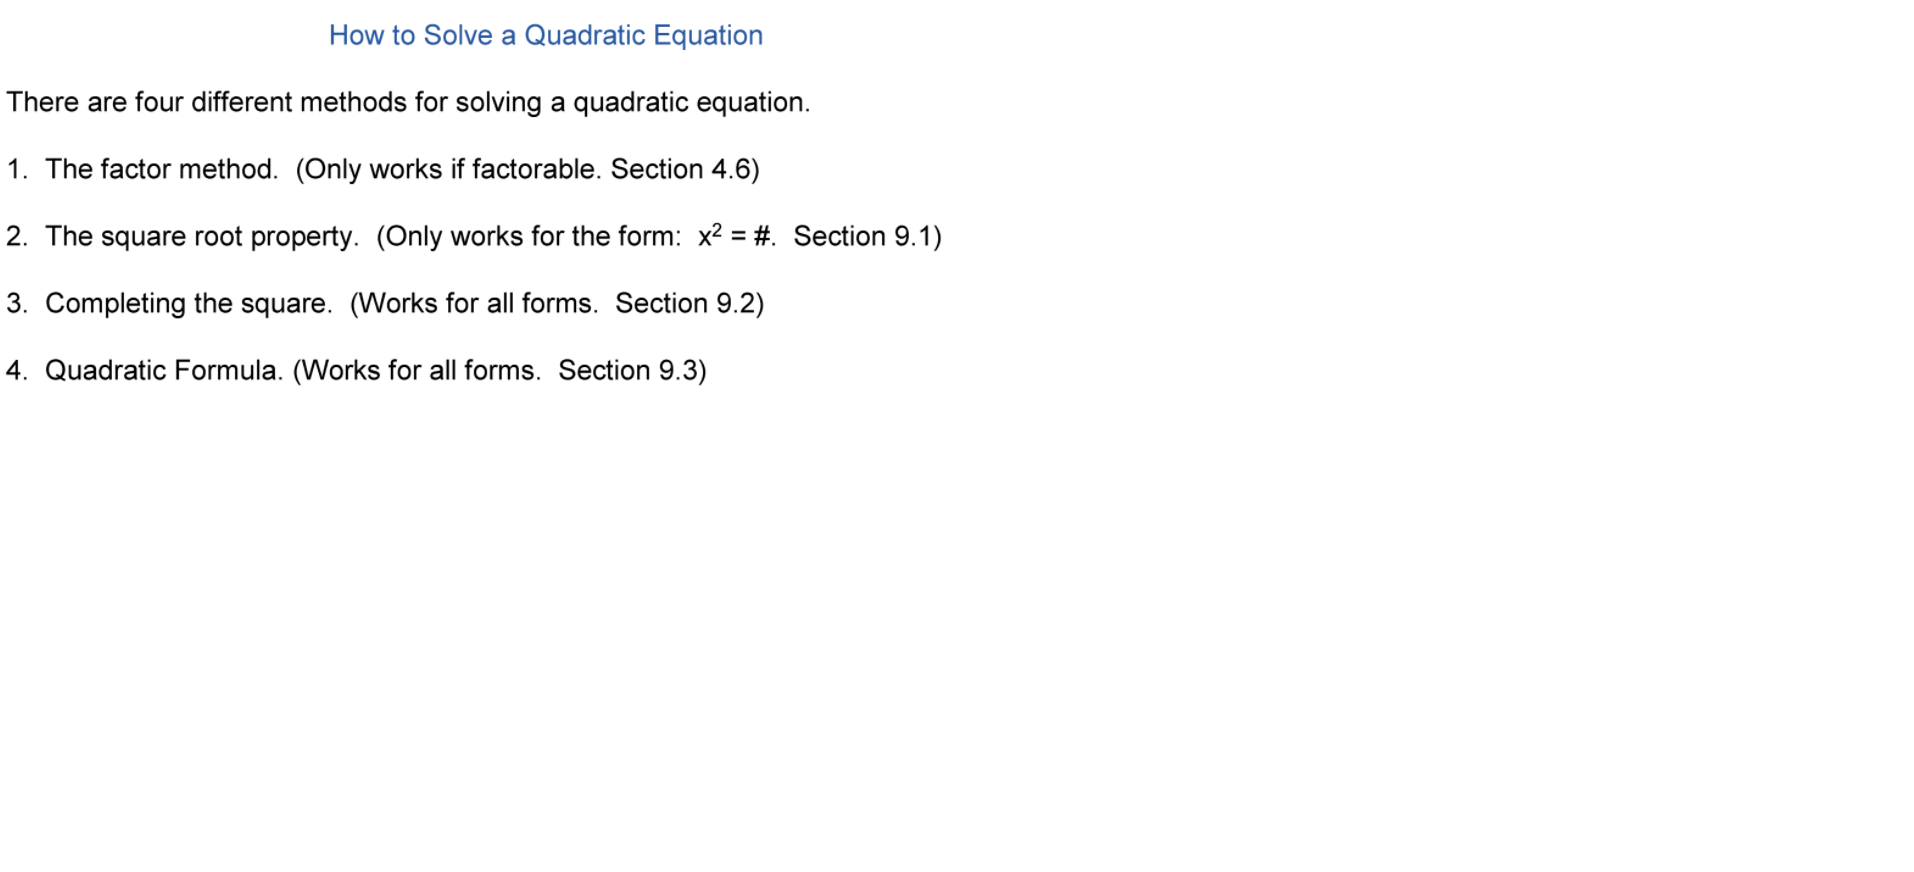 How to Solve a Quadratic Equation
There are four different methods for solving a quadratic equation.
1. The factor method. (Only works if factorable. Section 4.6)
2. The square root property. (Only works for the form: x² = #. Section 9.1)
3. Completing the square. (Works for all forms. Section 9.2)
4. Quadratic Formula. (Works for all forms. Section 9.3)